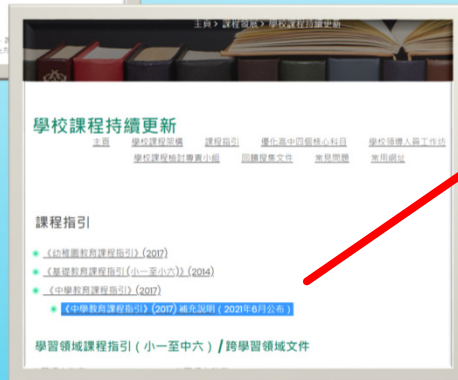 主頁 > 課程發展 > 學校課程持續更新
學校課程持續更新
主頁 學校課程架構 課程指引 優化高中四個核心科目 學校領導人員工作坊
學校課程檢討專責小組 回饋搜集文件 常見問題 常用網址
課程指引
《幼稚園教育課程指引》(2017)
《基礎教育課程指引 (小一至小六)》(2014)
《中學教育課程指引》(2017)
《中學教育課程指引》(2017) 補充說明 (2021年6月公布)
學習領域課程指引 (小一至中六) / 跨學習領域文件